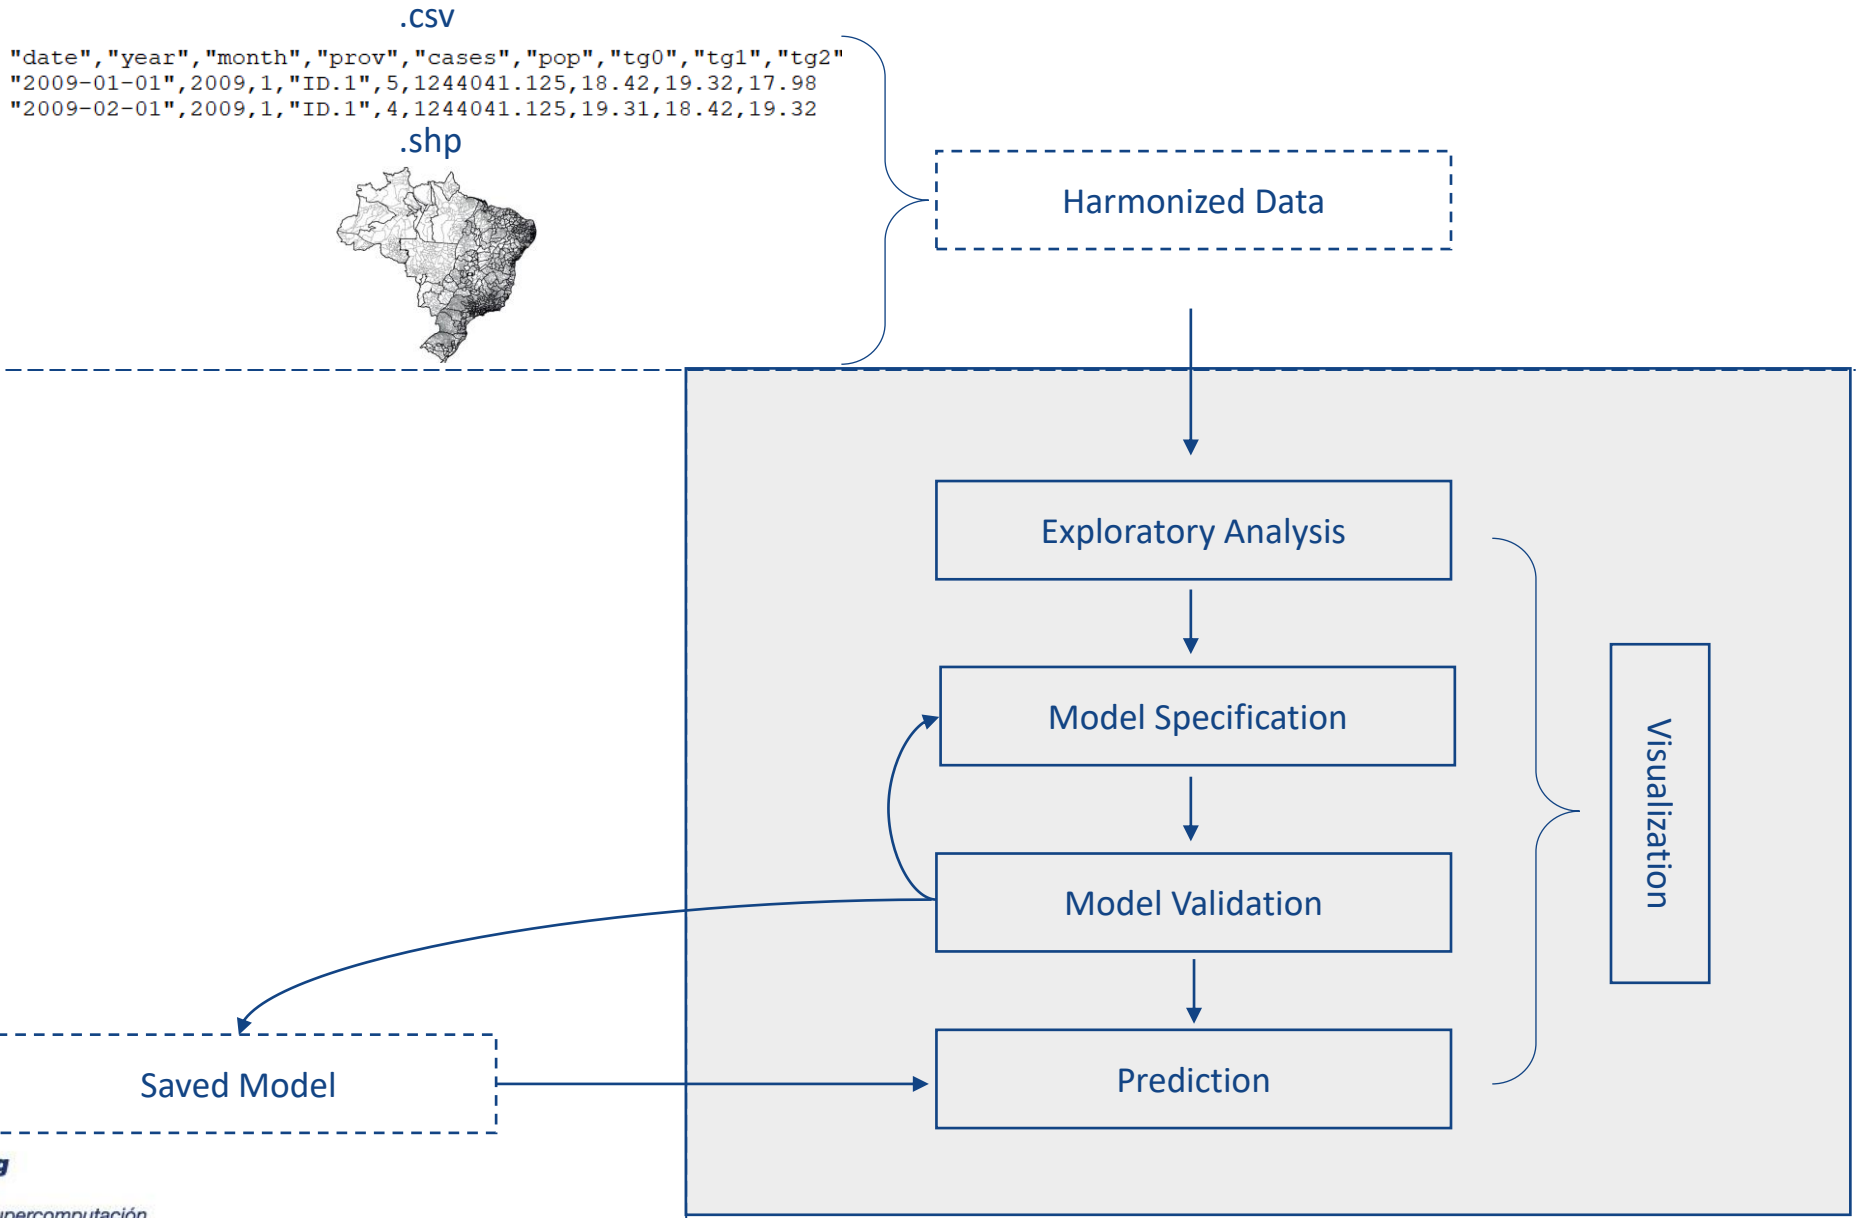 .csv
"date","year","month","prov","cases","pop","tg0","tg1","tg2"
"2009-01-01",2009,1,"ID.1",5,1244041.125,18.42,19.32,17.98
"2009-02-01",2009,1,"ID.1",4,1244041.125,19.31,18.42,19.32
.shp
Harmonized Data
Exploratory Analysis
Model Specification
Visualization
Model Validation
Saved Model
Prediction